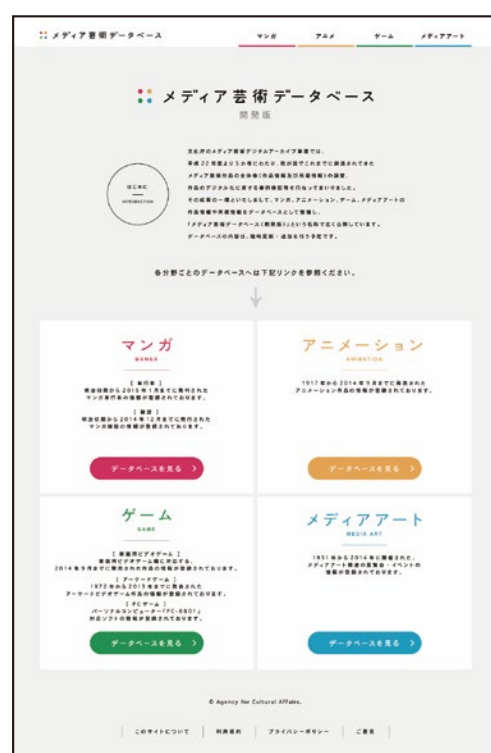 メディア芸術データベース
マンガ アニメ ゲーム メディアアート
メディア芸術データベース
開発版
はじめに
INTRODUCTION
文化庁のメディア芸術デジタルアーカイブ事業では、
平成22年度より5か年にわたり、我が国でこれまでに創造されてきた
メディア芸術作品の全体像(作品情報及び所蔵情報)の調査、
作品のデジタル化に資する事例検証等を行なってまいりました。
その成果の一環といたしまして、マンガ、アニメーション、ゲーム、メディアアートの
作品情報や所蔵情報をデータベースとして整備し、
「メディア芸術データベース(開発版)」という名称で広く公開しています。
データベースの内容は、随時更新・追加を行う予定です。
各分野ごとのデータベースへは下記リンクを参照ください。
マンガ
MANGA
[ 単行本 ]
明治初期から2015年1月までに発刊された
マンガ単行本の情報が登録されております。
[ 雑誌 ]
明治初期から2014年12月までに発行された
マンガ雑誌の情報が登録されております。
データベースを見る
アニメーション
ANIMATION
1917年から2014年9月までに発表された
アニメーション作品の情報が登録されております。
データベースを見る
ゲーム
GAME
[ 家庭用ビデオゲーム ]
家庭用ビデオゲーム機に対応する、
2014年9月までに発売された作品の情報が登録されております。
[ アーケードゲーム ]
アーケードビデオゲーム作品の情報が登録されております。
[ PCゲーム ]
パーソナルコンピューター「PC-8801」
対応ソフトの情報が登録されております。
データベースを見る
メディアアート
MEDIA ART
1951年から2014年に開催された、
メディアアート関連の展覧会・イベントの
情報が登録されております。
データベースを見る
© Agency for Cultural Affairs.
このサイトについて 利用規約 プライバシーポリシー ご意見